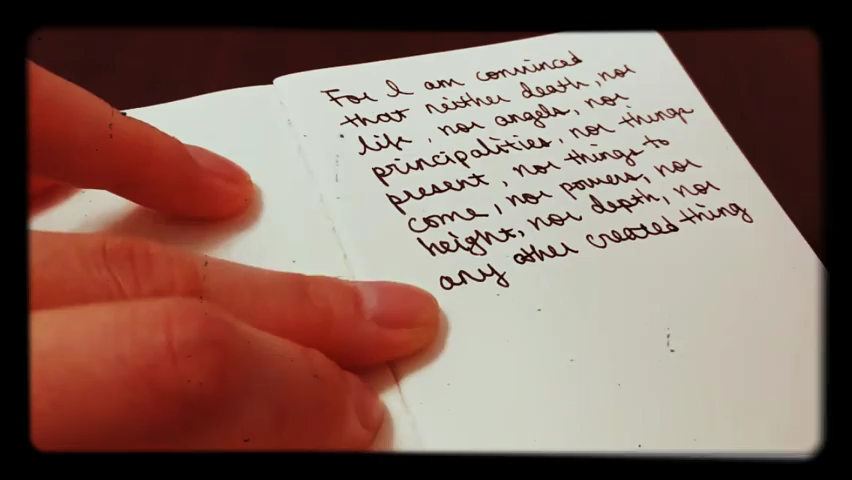 For I am convinced
that neither death, nor
life, nor angels, nor
principalities, nor things
present, nor things to
come, nor powers, nor
height, nor depth, nor
any other created thing